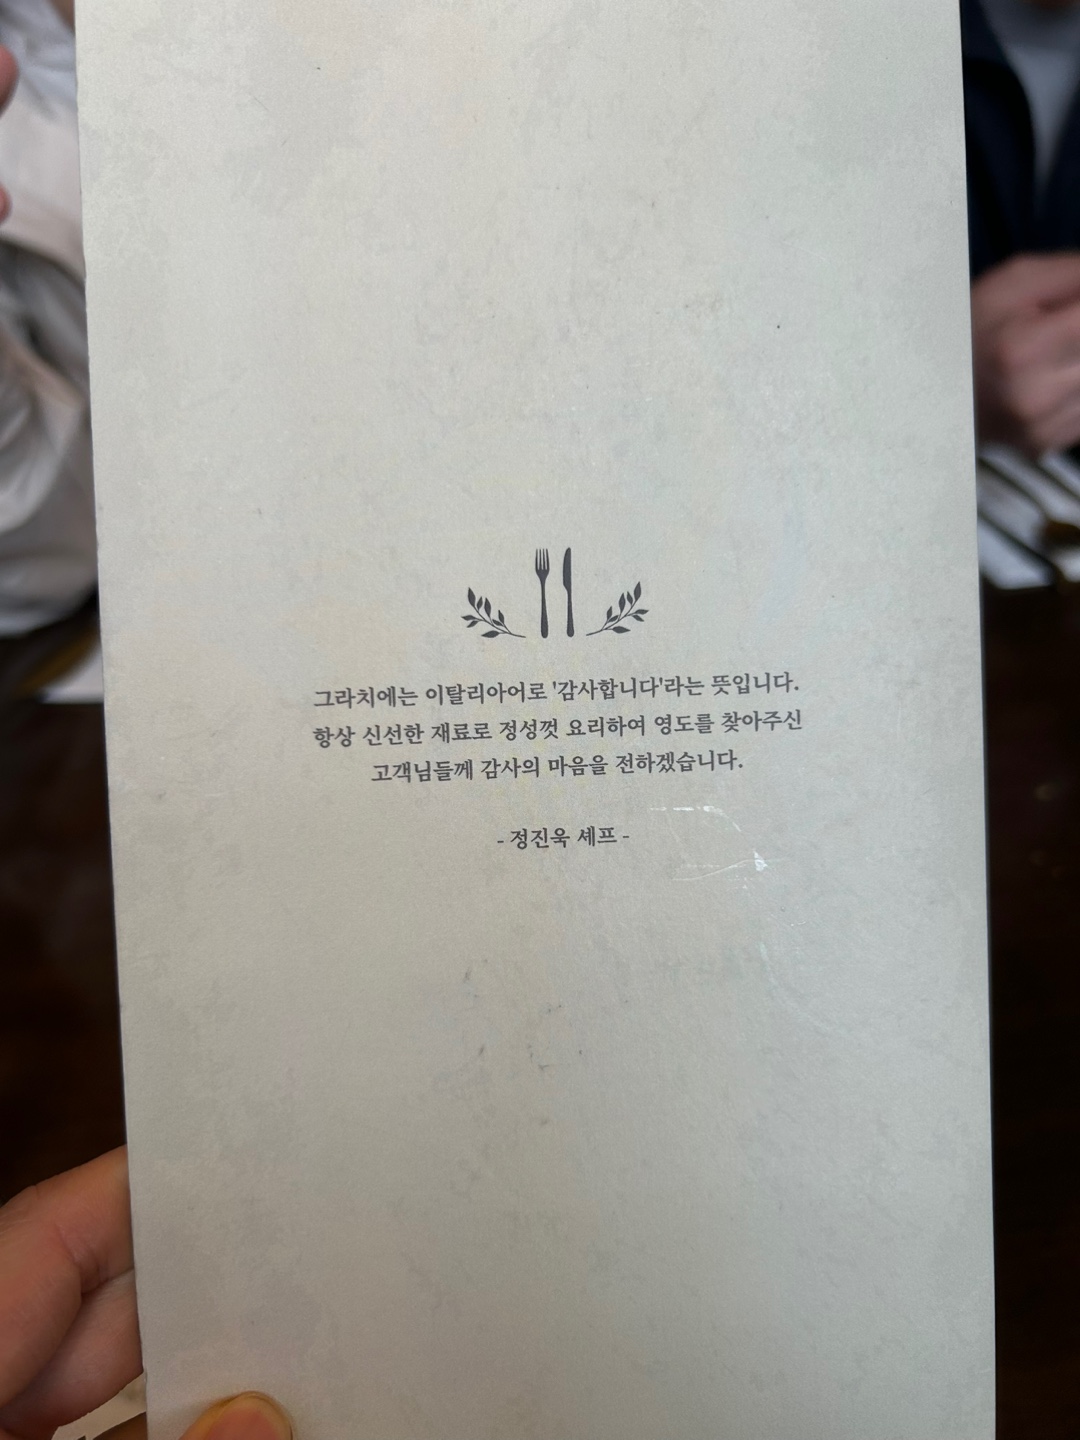 그라치에는 이탈리아어로 '감사합니다'라는 뜻입니다.
항상 신선한 재료로 정성껏 요리하여 영도를 찾아주신
고객님들께 감사의 마음을 전하겠습니다.
- 정진욱 셰프 -